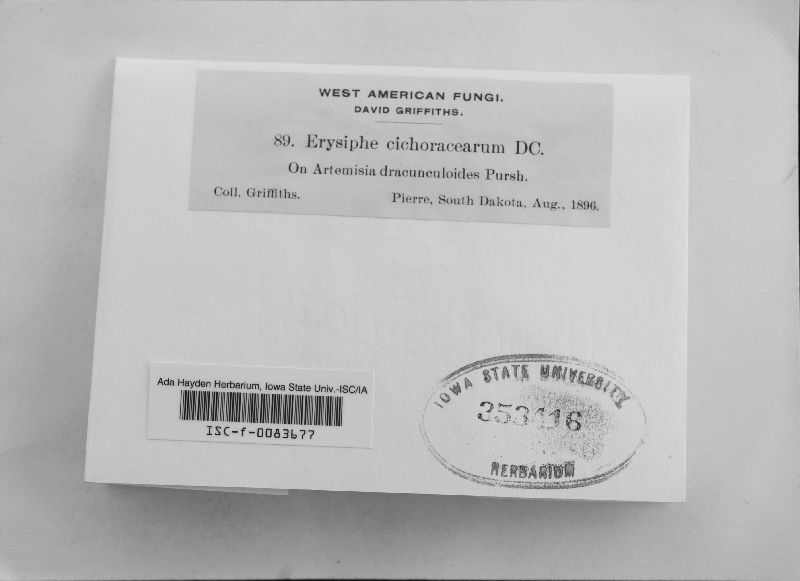 WEST AMERICAN FUNGI.
DAVID GRIFFITHS.
89. Erysiphe cichoracearum DC.
On Artemisia dracunculoides Pursh.
Coll. Griffiths. Pierre, South Dakota, Aug., 1896.
Ada Hayden Herbarium, Iowa State Univ.-ISC/IA
ISC-f-0083677
IOWA STATE UNIVERSITY
353416
HERBARIUM